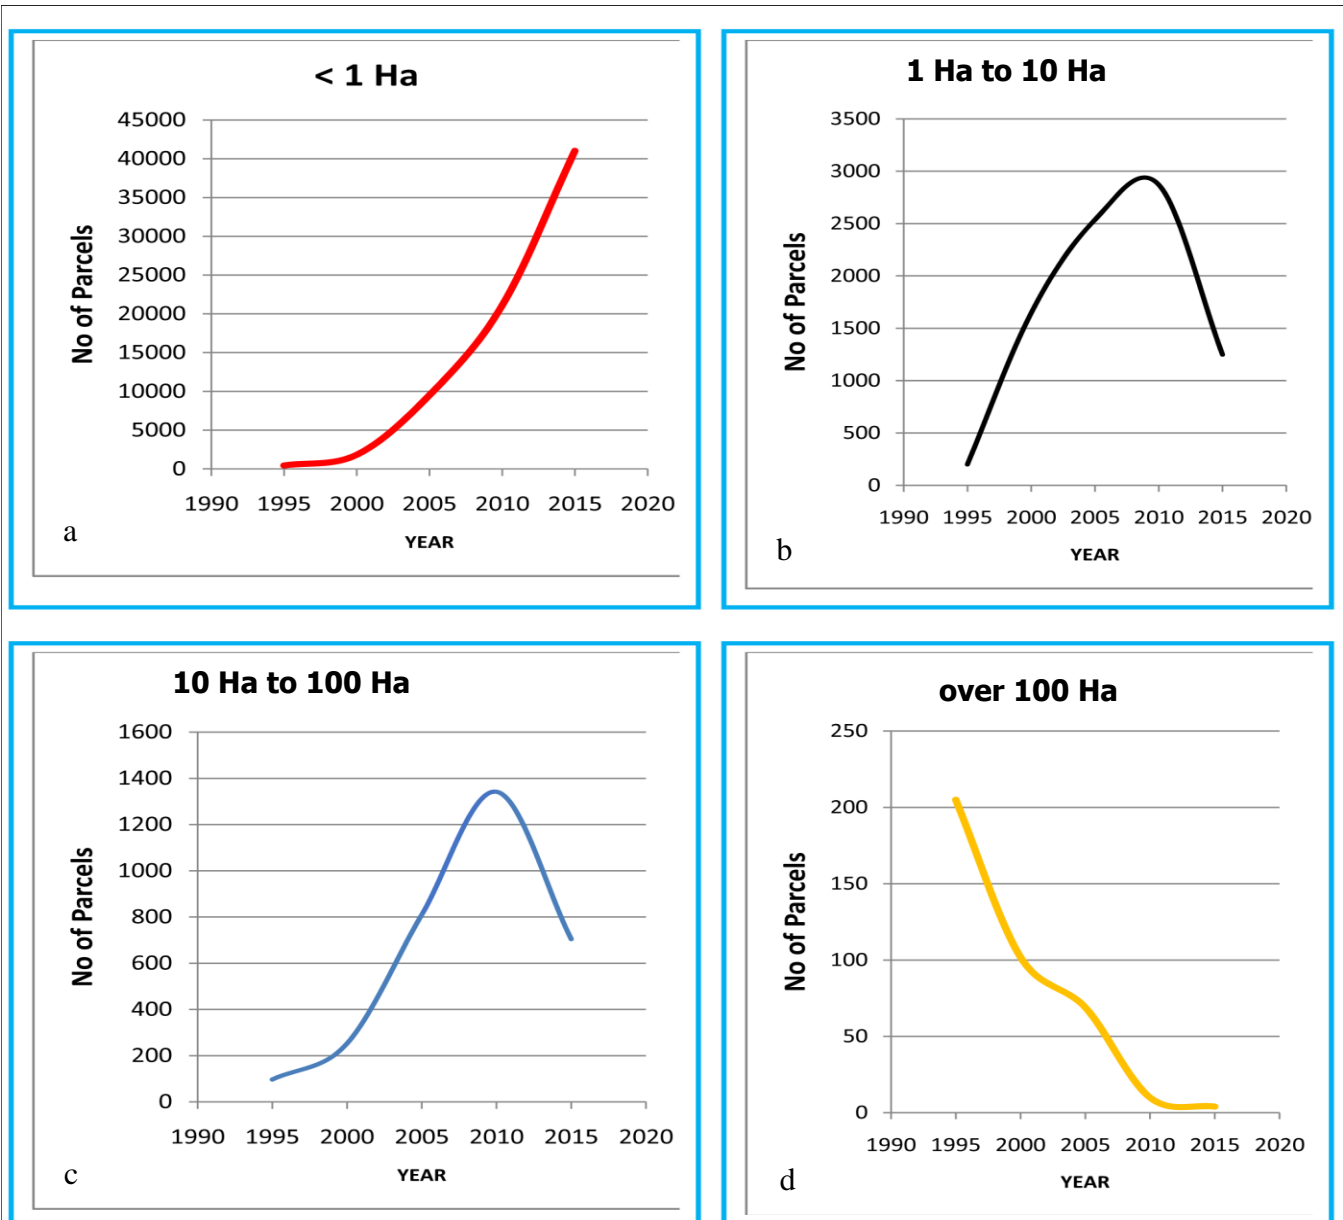 < 1 Ha
45000
40000
35000
30000
25000
20000
15000
10000
5000
0
No of Parcels
1990 1995 2000 2005 2010 2015 2020
YEAR
a
1 Ha to 10 Ha
3500
3000
2500
2000
1500
1000
500
0
No of Parcels
1990 1995 2000 2005 2010 2015 2020
YEAR
b
10 Ha to 100 Ha
1600
1400
1200
1000
800
600
400
200
0
No of Parcels
1990 1995 2000 2005 2010 2015 2020
YEAR
c
over 100 Ha
250
200
150
100
50
0
No of Parcels
1990 1995 2000 2005 2010 2015 2020
YEAR
d